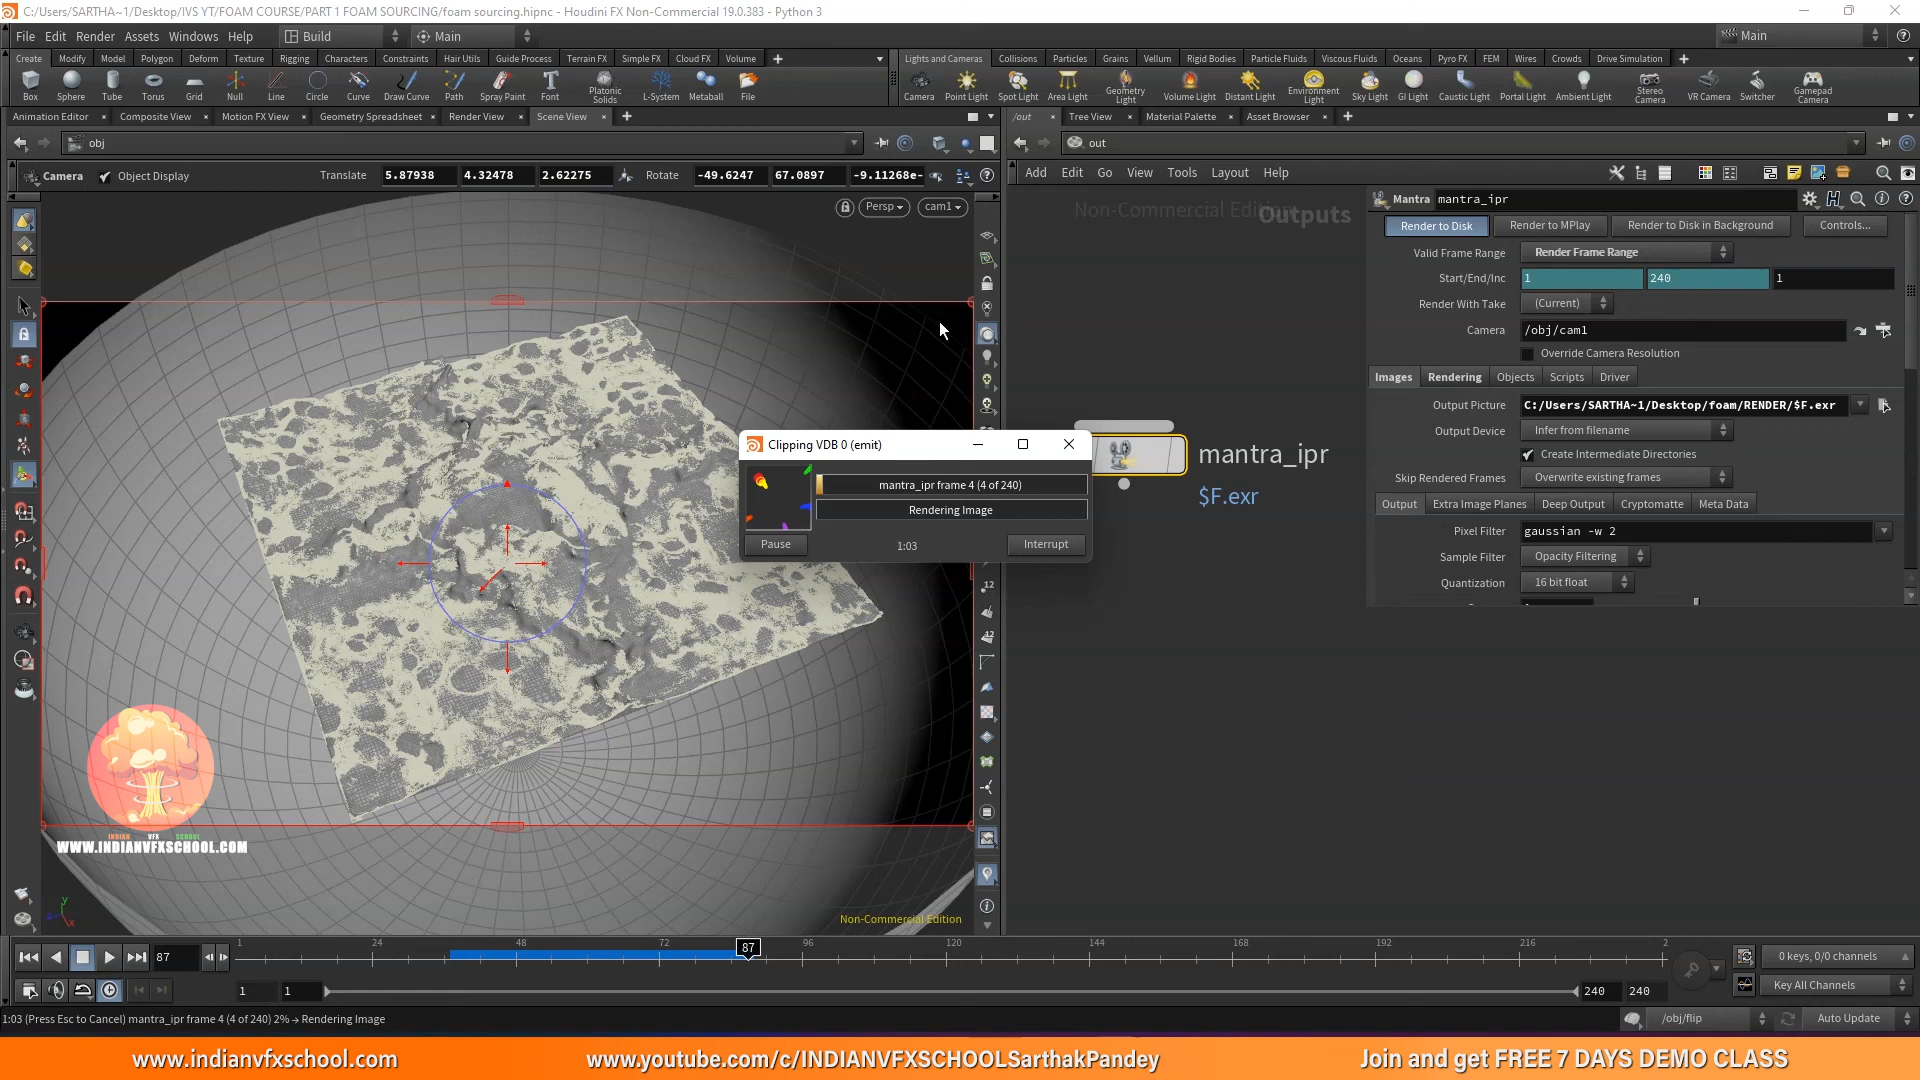 C:/Users/SARTHA~1/Desktop/IVS YT/FOAM COURSE/PART 1 FOAM SOURCING/foam sourcing.hipnc - Houdini FX Non-Commercial 19.0.383 - Python 3
File Edit Render Assets Windows Help Build Main Main
Create Modify Model Polygon Deform Texture Rigging Characters Constraints Hair Utils Guide Process Terrain FX Simple FX Cloud FX Volume
Lights and Cameras Collisions Particles Grains Vellum Rigid Bodies Particle Fluids Viscous Fluids Oceans Pyro FX FEM Wires Crowds Drive Simulation
Box Sphere Tube Torus Grid Null Line Circle Curve Draw Curve Path Spray Paint Font Platonic Solids L-System Metaball File
Camera Point Light Spot Light Area Light Geometry Light Volume Light Distant Light Environment Light Sky Light GI Light Caustic Light Portal Light Ambient Light Stereo Camera VR Camera Switcher Gamepad Camera
Animation Editor Composite View Motion FX View Geometry Spreadsheet Render View Scene View
/out Tree View Material Palette Asset Browser
obj
out
Camera Object Display Translate 5.87938 4.32478 2.62275 Rotate -49.6247 67.0897 -9.11268e-
Add Edit Go View Tools Layout Help
Persp cam1
Non-Commercial Edition
Outputs
Mantra mantra_ipr
Render to Disk Render to MPlay Render to Disk in Background Controls...
Valid Frame Range Render Frame Range
Start/End/Inc 1 240 1
Render With Take (Current)
Camera /obj/cam1
Override Camera Resolution
Images Rendering Objects Scripts Driver
Output Picture C:/Users/SARTHA~1/Desktop/foam/RENDER/$F.exr
Output Device Infer from filename
Create Intermediate Directories
Skip Rendered Frames Overwrite existing frames
Output Extra Image Planes Deep Output Cryptomatte Meta Data
Pixel Filter gaussian -w 2
Sample Filter Opacity Filtering
Quantization 16 bit float
Clipping VDB 0 (emit)
mantra_ipr frame 4 (4 of 240)
Rendering Image
Pause 1:03 Interrupt
mantra_ipr
$F.exr
12
12
INDIAN VFX SCHOOL
WWW.INDIANVFXSCHOOL.COM
Non-Commercial Edition
y
x
87
1 24 48 72 87 96 120 144 168 192 216 2
0 keys, 0/0 channels
1 1 240 240
Key All Channels
1:03 (Press Esc to Cancel) mantra_ipr frame 4 (4 of 240) 2% → Rendering Image
/obj/flip Auto Update
www.indianvfxschool.com
www.youtube.com/c/INDIANVFXSCHOOLSarthakPandey
Join and get FREE 7 DAYS DEMO CLASS